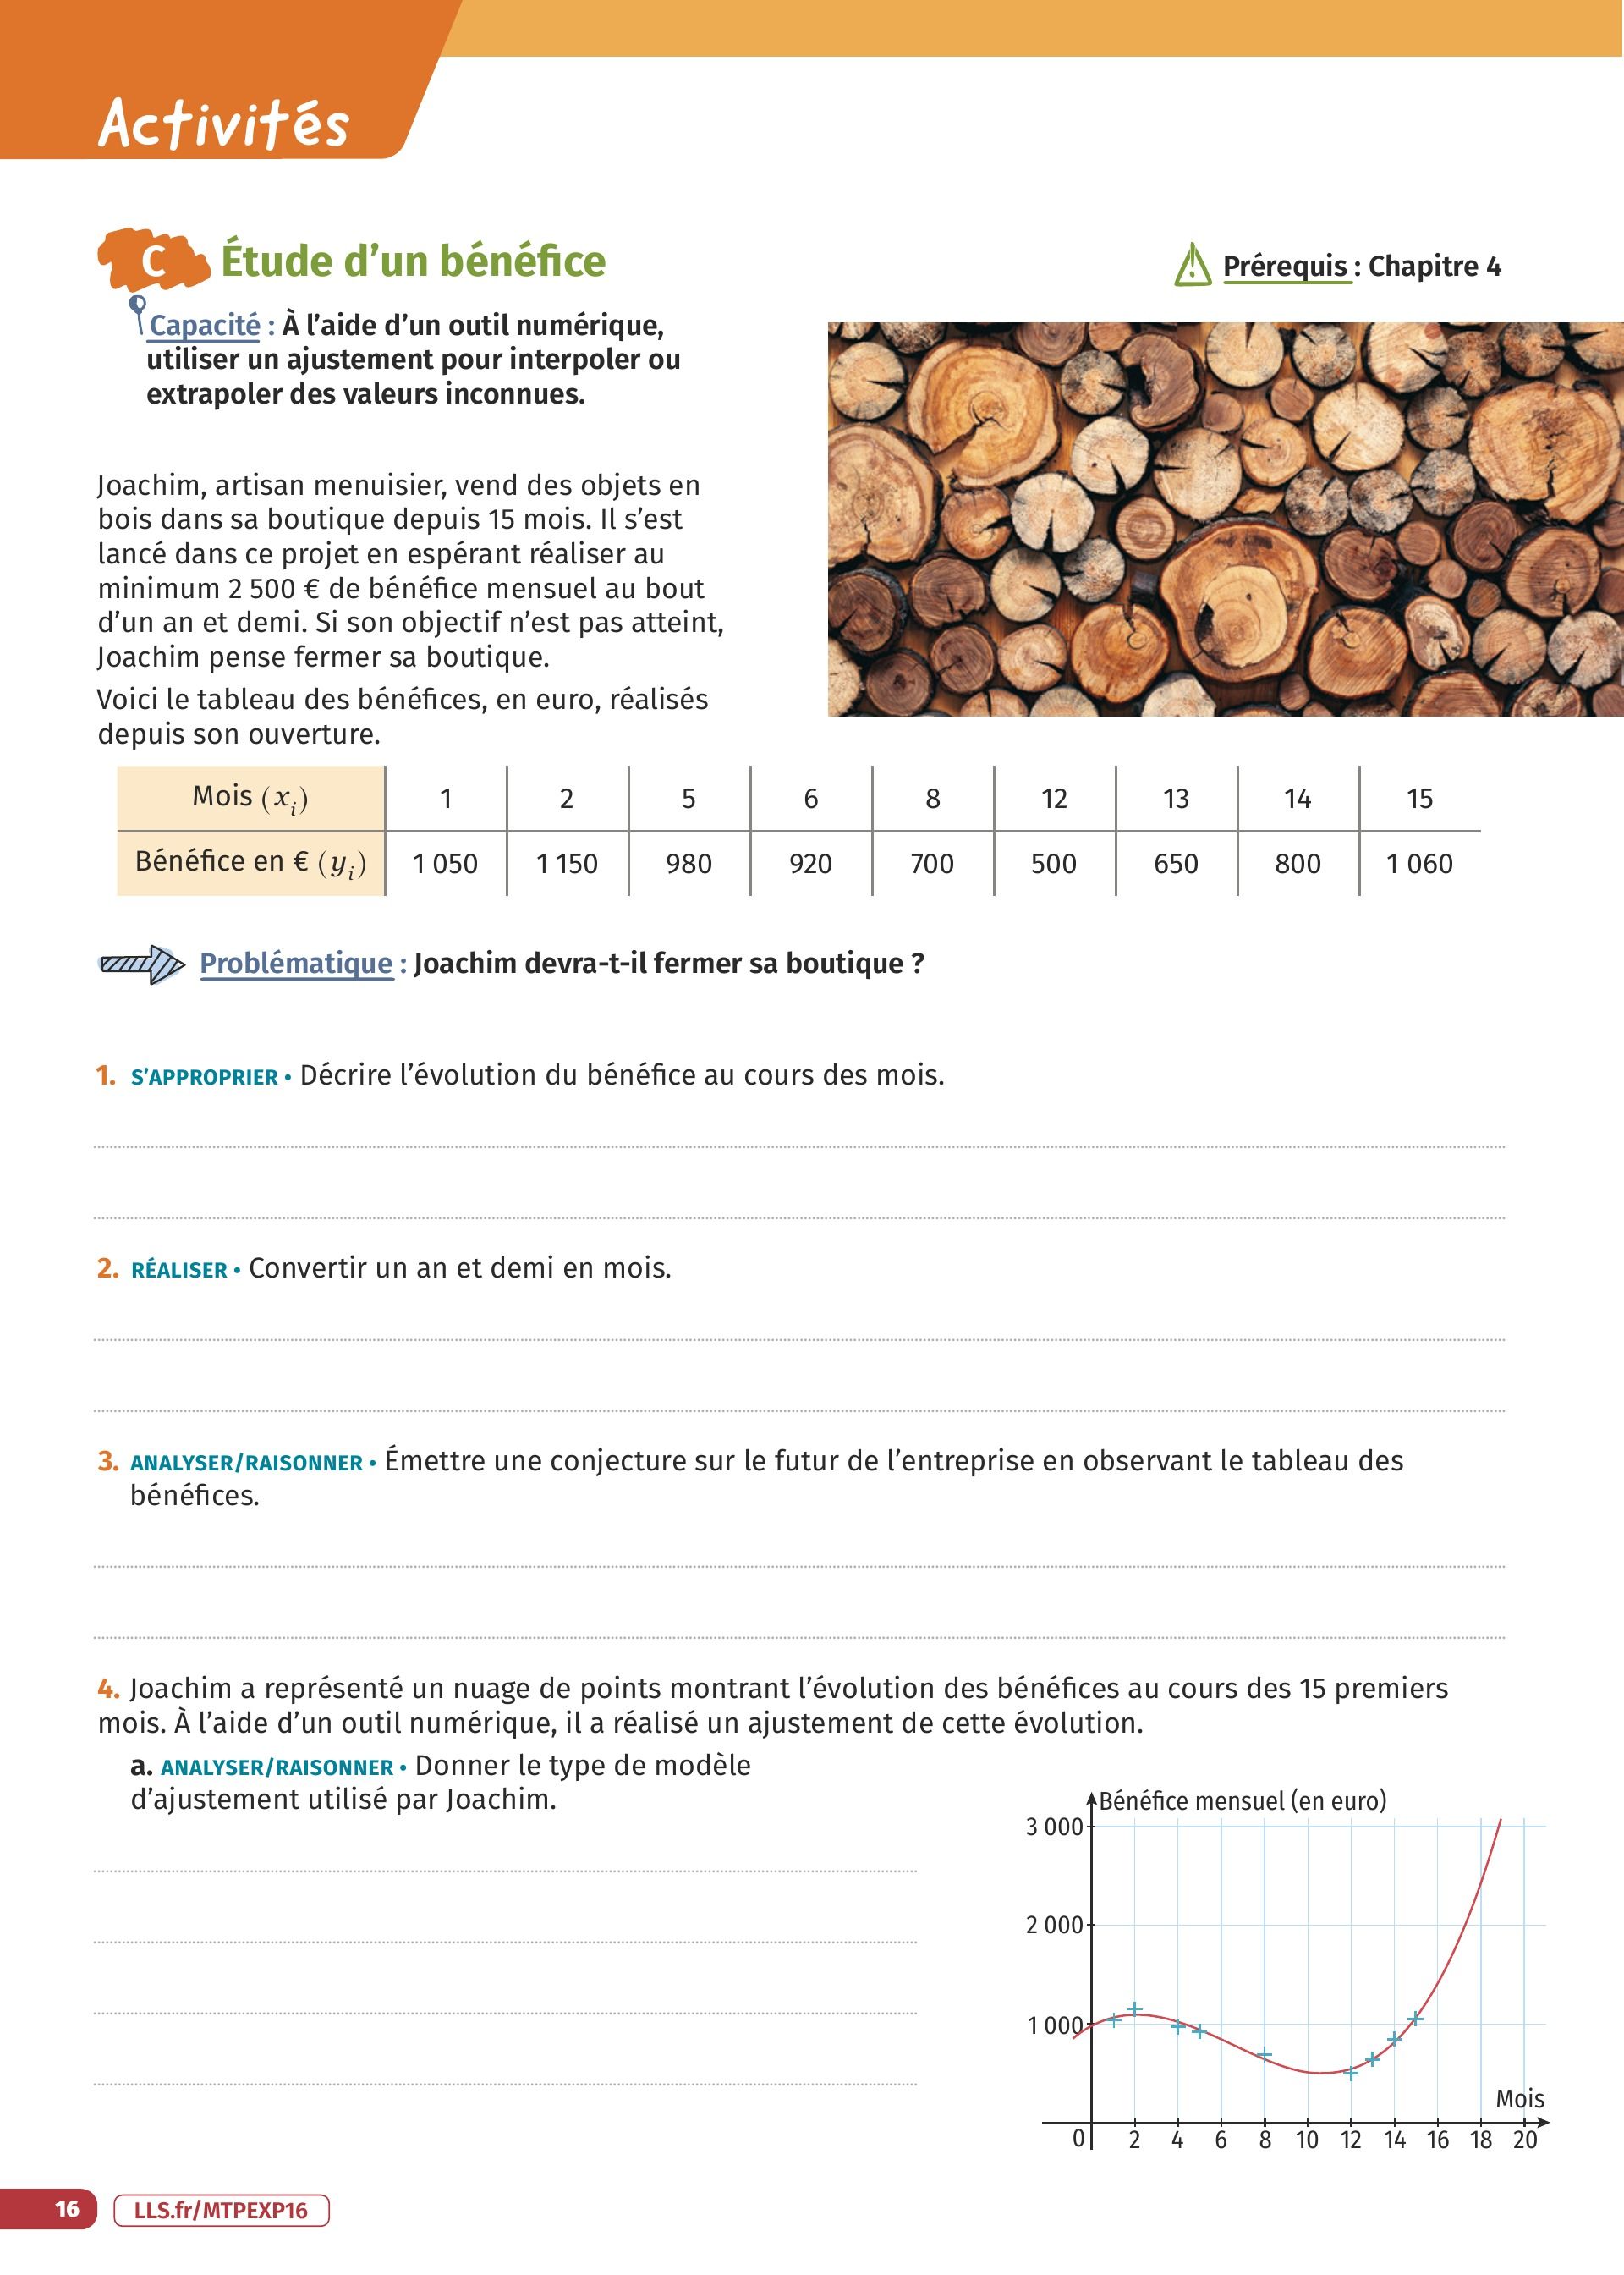 Activités
C Étude d’un bénéfice
Prérequis : Chapitre 4
Capacité : À l’aide d’un outil numérique,
utiliser un ajustement pour interpoler ou
extrapoler des valeurs inconnues.
Joachim, artisan menuisier, vend des objets en
bois dans sa boutique depuis 15 mois. Il s’est
lancé dans ce projet en espérant réaliser au
minimum 2 500 € de bénéfice mensuel au bout
d’un an et demi. Si son objectif n’est pas atteint,
Joachim pense fermer sa boutique.
Voici le tableau des bénéfices, en euro, réalisés
depuis son ouverture.
Mois (xi) 1 2 5 6 8 12 13 14 15
Bénéfice en € (yi) 1 050 1 150 980 920 700 500 650 800 1 060
Problématique : Joachim devra-t-il fermer sa boutique ?
1. S’APPROPRIER • Décrire l’évolution du bénéfice au cours des mois.
2. RÉALISER • Convertir un an et demi en mois.
3. ANALYSER/RAISONNER • Émettre une conjecture sur le futur de l’entreprise en observant le tableau des
bénéfices.
4. Joachim a représenté un nuage de points montrant l’évolution des bénéfices au cours des 15 premiers
mois. À l’aide d’un outil numérique, il a réalisé un ajustement de cette évolution.
a. ANALYSER/RAISONNER • Donner le type de modèle
d’ajustement utilisé par Joachim.
Bénéfice mensuel (en euro)
3 000
2 000
1 000
Mois
0 2 4 6 8 10 12 14 16 18 20
16
LLS.fr/MTPEXP16